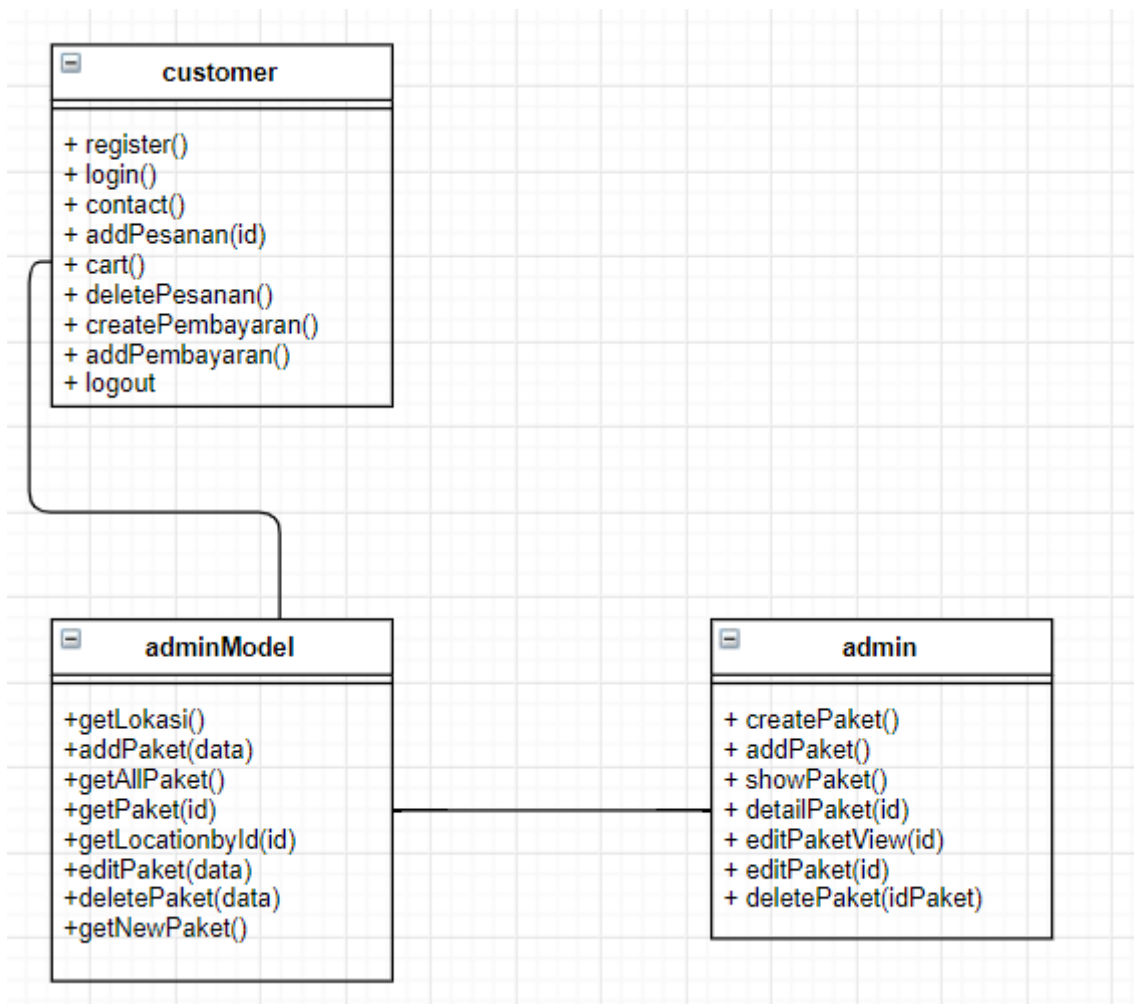 customer
+ register()
+ login()
+ contact()
+ addPesanan(id)
+ cart()
+ deletePesanan()
+ createPembayaran()
+ addPembayaran()
+ logout
adminModel
+getLokasi()
+addPaket(data)
+getAllPaket()
+getPaket(id)
+getLocationbyId(id)
+editPaket(data)
+deletePaket(data)
+getNewPaket()
admin
+ createPaket()
+ addPaket()
+ showPaket()
+ detailPaket(id)
+ editPaketView(id)
+ editPaket(id)
+ deletePaket(idPaket)